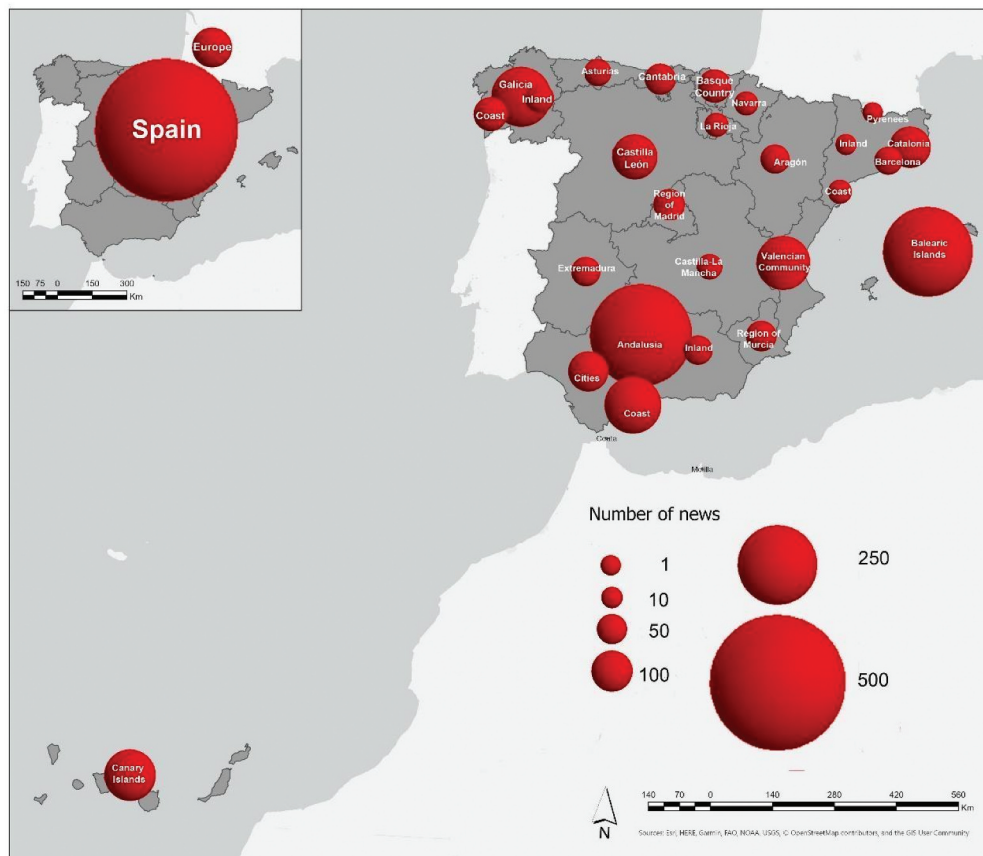 Europe
Spain
150 75 0 150 300
Km
Asturias
Cantabria
Basque
Country
Navarra
Galicia
Inland
Coast
La Rioja
Pyrenees
Inland
Catalonia
Barcelona
Coast
Castilla
León
Aragón
Region
of
Madrid
Balearic
Islands
Extremadura
Castilla-La
Mancha
Valencian
Community
Andalusia
Inland
Region of
Murcia
Cities
Coast
Ceuta
Melilla
Number of news
1
10
50
100
250
500
Canary
Islands
N
140 70 0 140 280 420 560
Km
Sources: Esri, HERE, Garmin, FAO, NOAA, USGS, © OpenStreetMap contributors, and the GIS User Community